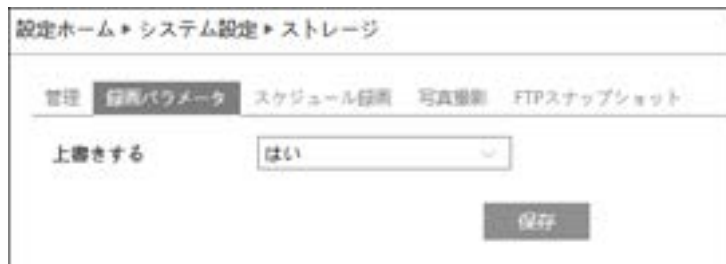 設定ホーム ▸ システム設定 ▸ ストレージ
管理 録画パラメータ スケジュール録画 写真撮影 FTPスナップショット
上書きする はい
保存